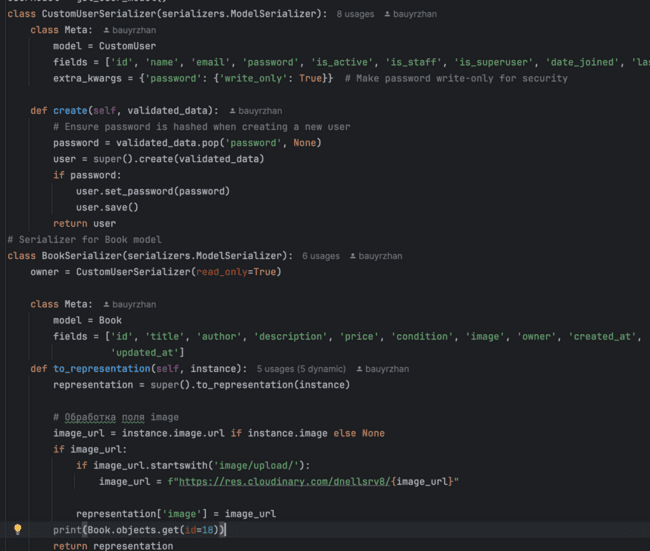 class CustomUserSerializer(serializers.ModelSerializer): 8 usages bauyrzhan
class Meta: bauyrzhan
model = CustomUser
fields = ['id', 'name', 'email', 'password', 'is_active', 'is_staff', 'is_superuser', 'date_joined', 'las
extra_kwargs = {'password': {'write_only': True}} # Make password write-only for security
def create(self, validated_data): bauyrzhan
# Ensure password is hashed when creating a new user
password = validated_data.pop('password', None)
user = super().create(validated_data)
if password:
user.set_password(password)
user.save()
return user
# Serializer for Book model
class BookSerializer(serializers.ModelSerializer): 6 usages bauyrzhan
owner = CustomUserSerializer(read_only=True)
class Meta: bauyrzhan
model = Book
fields = ['id', 'title', 'author', 'description', 'price', 'condition', 'image', 'owner', 'created_at',
'updated_at']
def to_representation(self, instance): 5 usages (5 dynamic) bauyrzhan
representation = super().to_representation(instance)
# Обработка поля image
image_url = instance.image.url if instance.image else None
if image_url:
if image_url.startswith('image/upload/'):
image_url = f"https://res.cloudinary.com/dnellsrv8/{image_url}"
representation['image'] = image_url
print(Book.objects.get(id=18))
return representation